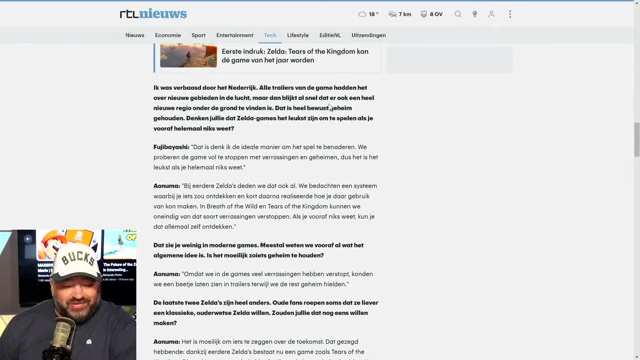 rtl nieuws
18°
7 km
8 OV
Nieuws Economie Sport Entertainment Tech Lifestyle EditieNL Uitzendingen
Eerste indruk: Zelda: Tears of the Kingdom kan
dé game van het jaar worden
Ik was verbaasd door het Nederrijk. Alle trailers van de game hadden het
over nieuwe gebieden in de lucht, maar dan blijkt al snel dat er ook een heel
nieuwe regio onder de grond te vinden is. Dat is heel bewust geheim
gehouden. Denken jullie dat Zelda-games het leukst zijn om te spelen als je
vooraf helemaal niks weet?
Fujibayashi: "Dat is denk ik de ideale manier om het spel te benaderen. We
proberen de game vol te stoppen met verrassingen en geheimen, dus het is het
leukst als je helemaal niks weet."
Aonuma: "Bij eerdere Zelda's deden we dat ook al. We bedachten een systeem
waarbij je iets zou ontdekken en kort daarna realiseerde hoe je daar gebruik
van kon maken. In Breath of the Wild en Tears of the Kingdom kunnen we
oneindig van dat soort verrassingen verstoppen. Als je vooraf niks weet, kun je
dat allemaal zelf ontdekken."
Dat zie je weinig in moderne games. Meestal weten we vooraf al wat het
algemene idee is. Is het moeilijk zoiets geheim te houden?
Aonuma: "Omdat we in de games veel verrassingen hebben verstopt, konden
we een beetje laten zien in trailers terwijl we de rest geheim hielden."
De laatste twee Zelda's zijn heel anders. Oude fans roepen soms dat ze liever
een klassieke, ouderwetse Zelda willen. Zouden jullie dat nog eens willen
maken?
Aonuma: "Het is moeilijk om iets te zeggen over de toekomst. Dat gezegd
hebbende: dankzij eerdere Zelda's bestaat nu een game zoals Tears of the
BUCKS